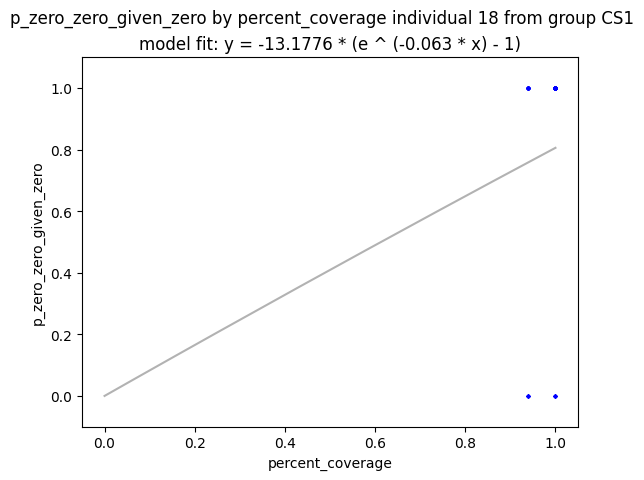 p_zero_zero_given_zero by percent_coverage individual 18 from group CS1
model fit: y = -13.1776 * (e ^ (-0.063 * x) - 1)
1.0
0.8
0.6
0.4
0.2
0.0
p_zero_zero_given_zero
0.0 0.2 0.4 0.6 0.8 1.0
percent_coverage